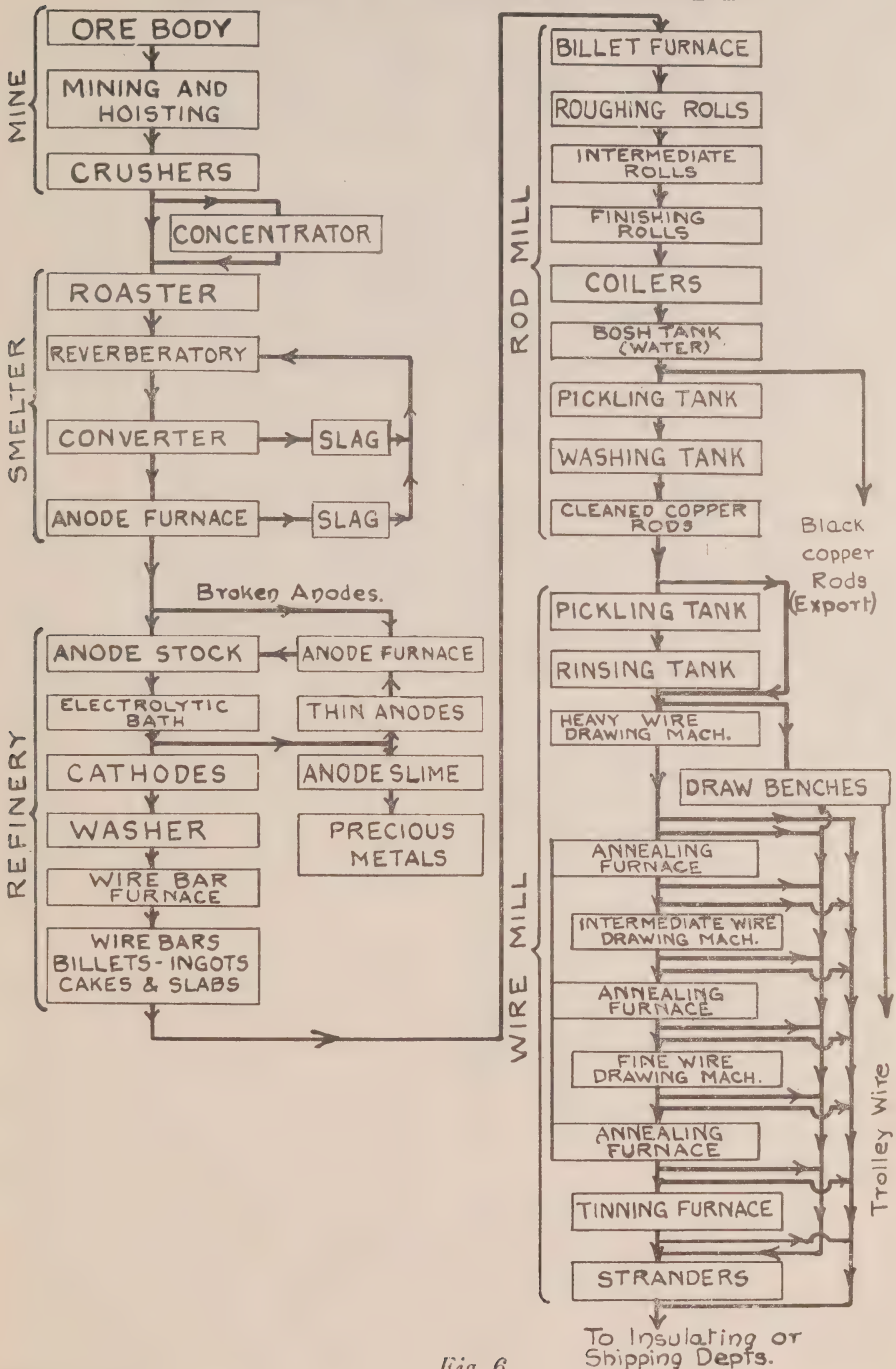 MINE
ORE BODY
MINING AND
HOISTING
CRUSHERS
CONCENTRATOR
SMELTER
ROASTER
REVERBERATORY
CONVERTER
SLAG
ANODE FURNACE
SLAG
Broken Anodes.
REFINERY
ANODE STOCK
ANODE FURNACE
ELECTROLYTIC
BATH
THIN ANODES
CATHODES
ANODE SLIME
WASHER
PRECIOUS
METALS
WIRE BAR
FURNACE
WIRE BARS
BILLETS - INGOTS
CAKES & SLABS
ROD MILL
BILLET FURNACE
ROUGHING ROLLS
INTERMEDIATE
ROLLS
FINISHING
ROLLS
COILERS
BOSH TANK
(WATER)
PICKLING TANK
WASHING TANK
CLEANED COPPER
RODS
Black
copper
Rods
(Export)
WIRE MILL
PICKLING TANK
RINSING TANK
HEAVY WIRE
DRAWING MACH.
DRAW BENCHES
ANNEALING
FURNACE
INTERMEDIATE WIRE
DRAWING MACH.
ANNEALING
FURNACE
FINE WIRE
DRAWING MACH.
ANNEALING
FURNACE
TINNING FURNACE
STRANDERS
Trolley Wire
To Insulating or
Shipping Depts.
Fig. 6